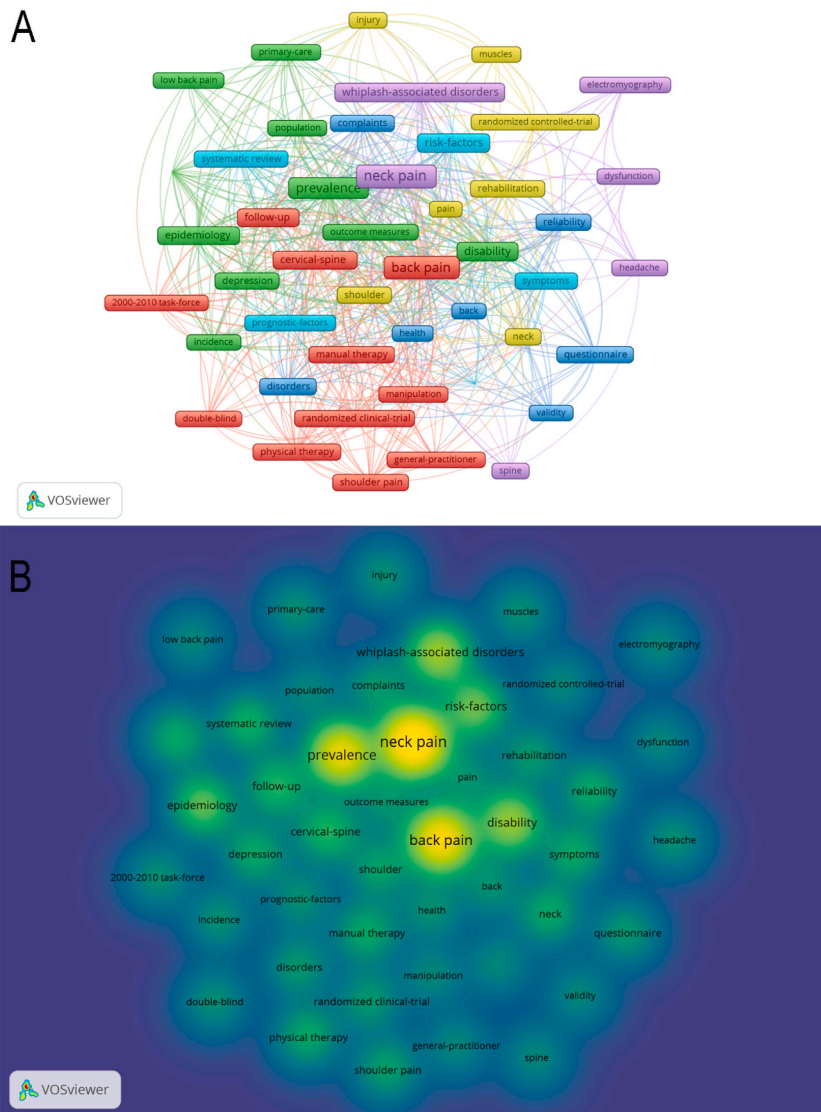 A
injury
primary-care
muscles
low back pain
electromyography
whiplash-associated disorders
population
complaints
randomized controlled-trial
risk-factors
systematic review
neck pain
dysfunction
prevalence
rehabilitation
pain
follow-up
reliability
epidemiology
outcome measures
disability
cervical-spine
back pain
headache
depression
symptoms
shoulder
2000-2010 task-force
back
prognostic-factors
health
neck
incidence
manual therapy
questionnaire
disorders
manipulation
double-blind
randomized clinical-trial
validity
physical therapy
general-practitioner
spine
shoulder pain
VOSviewer
B
injury
primary-care
muscles
low back pain
electromyography
whiplash-associated disorders
population
complaints
randomized controlled-trial
risk-factors
systematic review
neck pain
dysfunction
prevalence
rehabilitation
pain
follow-up
reliability
epidemiology
outcome measures
disability
cervical-spine
back pain
headache
depression
symptoms
shoulder
2000-2010 task-force
back
prognostic-factors
health
neck
incidence
manual therapy
questionnaire
disorders
manipulation
double-blind
randomized clinical-trial
validity
physical therapy
general-practitioner
spine
shoulder pain
VOSviewer